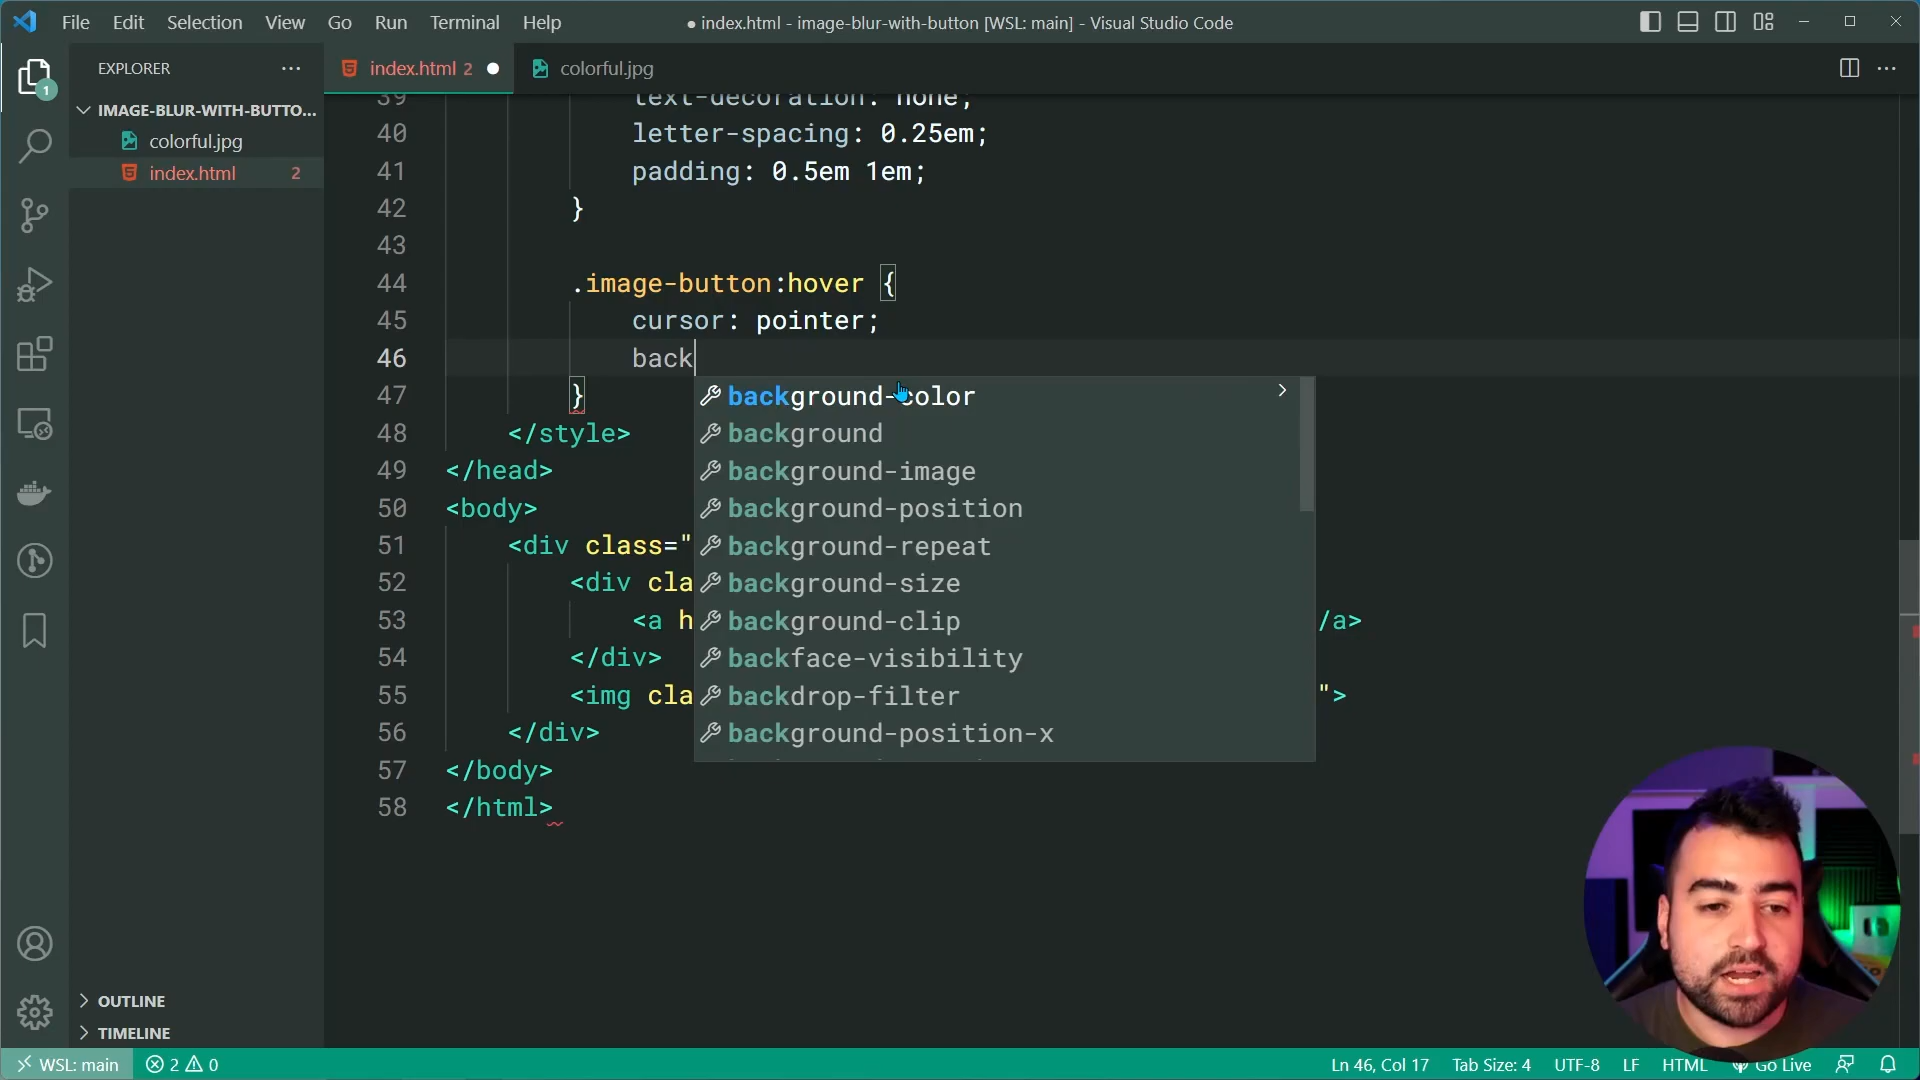 File Edit Selection View Go Run Terminal Help
● index.html - image-blur-with-button [WSL: main] - Visual Studio Code
EXPLORER
index.html 2
colorful.jpg
IMAGE-BLUR-WITH-BUTTO...
colorful.jpg
index.html 2
1
39 text-decoration: none;
40 letter-spacing: 0.25em;
41 padding: 0.5em 1em;
42 }
43
44 .image-button:hover {
45 cursor: pointer;
46 back
47 }
48 </style>
49 </head>
50 <body>
51 <div class="
52 <div cla
53 <a h /a>
54 </div>
55 <img cla ">
56 </div>
57 </body>
58 </html>
background-color
background
background-image
background-position
background-repeat
background-size
background-clip
backface-visibility
backdrop-filter
background-position-x
OUTLINE
TIMELINE
WSL: main 2 0
Ln 46, Col 17 Tab Size: 4 UTF-8 LF HTML Go Live